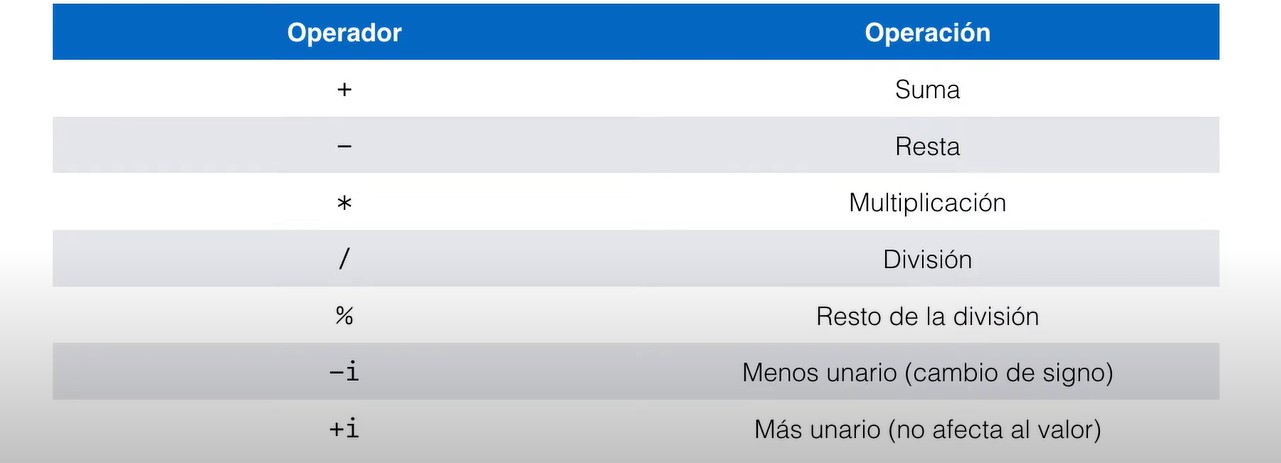 Operador Operación
+ Suma
- Resta
* Multiplicación
/ División
% Resto de la división
-i Menos unario (cambio de signo)
+i Más unario (no afecta al valor)